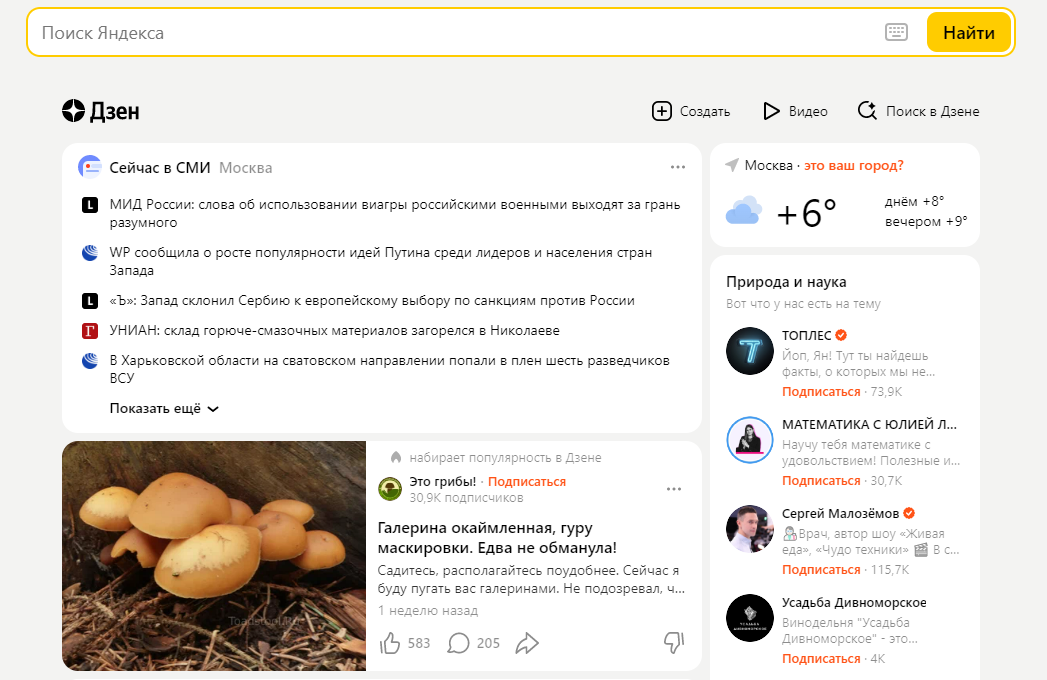 Поиск Яндекса
Найти
Дзен
Создать
Видео
Поиск в Дзене
Сейчас в СМИ Москва
МИД России: слова об использовании виагры российскими военными выходят за грань
разумного
WP сообщила о росте популярности идей Путина среди лидеров и населения стран
Запада
«Ъ»: Запад склонил Сербию к европейскому выбору по санкциям против России
УНИАН: склад горюче-смазочных материалов загорелся в Николаеве
В Харьковской области на сватовском направлении попали в плен шесть разведчиков
ВСУ
Показать ещё
Москва · это ваш город?
+6°
днём +8°
вечером +9°
Природа и наука
Вот что у нас есть на тему
ТОПЛЕС
Йоп, Ян! Тут ты найдешь
факты, о которых мы не...
Подписаться · 73,9K
МАТЕМАТИКА С ЮЛИЕЙ Л...
Научу тебя математике с
удовольствием! Полезные и...
Подписаться · 30,7K
Сергей Малозёмов
Врач, автор шоу «Живая
еда», «Чудо техники» В с...
Подписаться · 115,7K
Усадьба Дивноморское
Винодельня "Усадьба
Дивноморское" - это...
Подписаться · 4K
набирает популярность в Дзене
Это грибы! · Подписаться
30,9K подписчиков
Галерина окаймленная, гуру
маскировки. Едва не обманула!
Садитесь, располагайтесь поудобнее. Сейчас я
буду пугать вас галеринами. Не подозревал, ч...
1 неделю назад
583
205